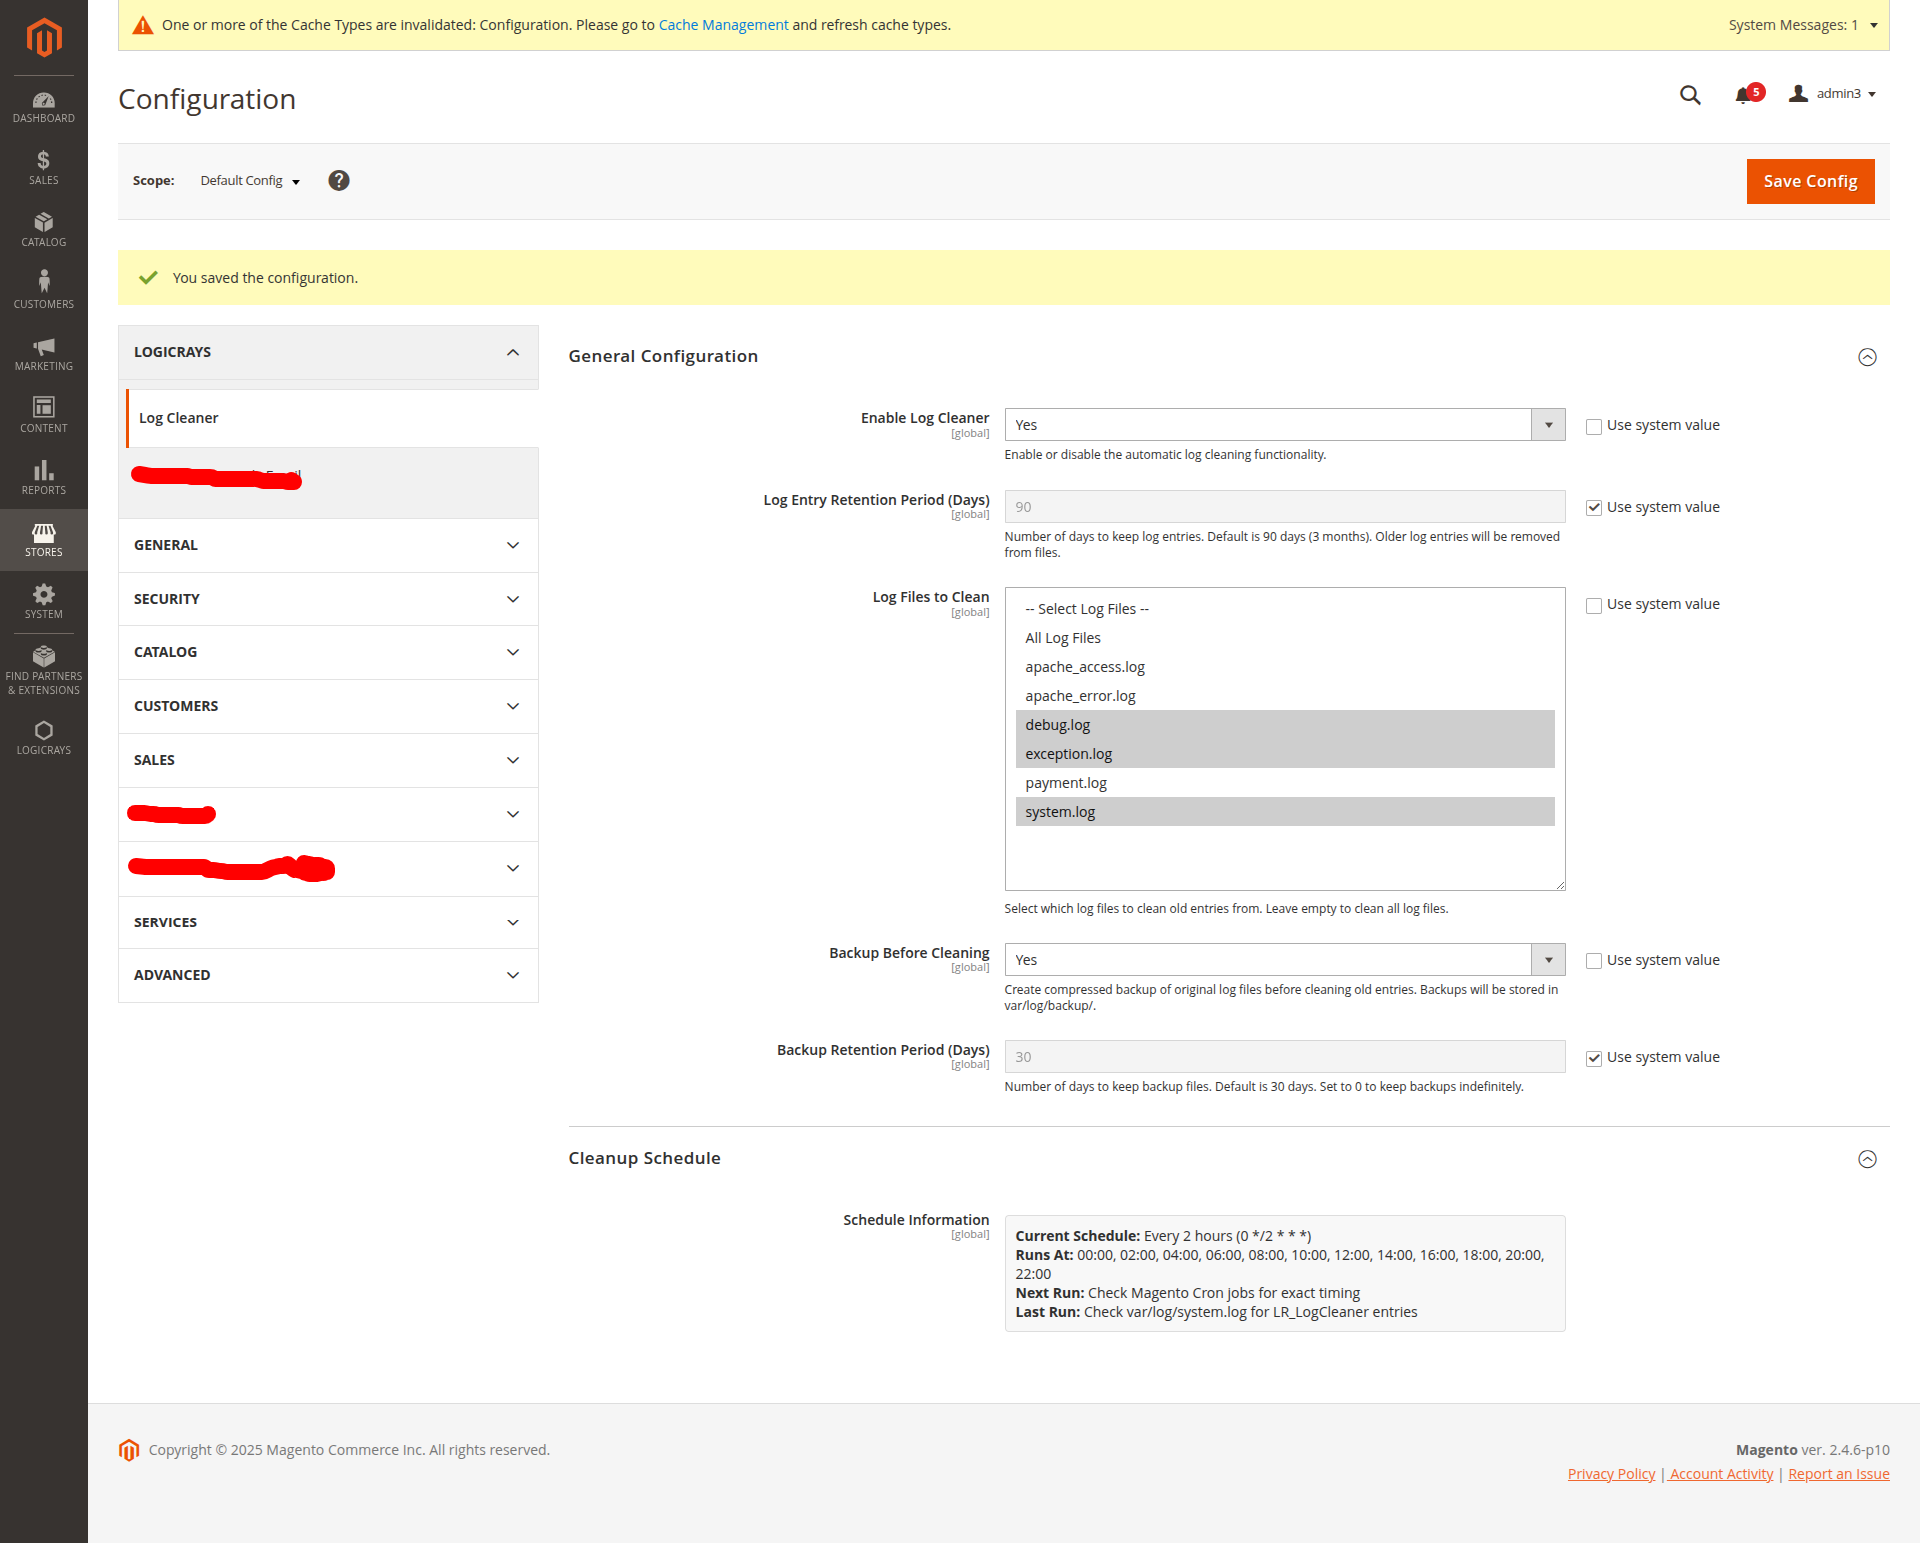 One or more of the Cache Types are invalidated: Configuration. Please go to Cache Management and refresh cache types.
System Messages: 1
Configuration
5
admin3
Scope:
Default Config
?
Save Config
You saved the configuration.
DASHBOARD
SALES
CATALOG
CUSTOMERS
MARKETING
CONTENT
REPORTS
STORES
SYSTEM
FIND PARTNERS
& EXTENSIONS
LOGICRAYS
LOGICRAYS
Log Cleaner
GENERAL
SECURITY
CATALOG
CUSTOMERS
SALES
SERVICES
ADVANCED
General Configuration
Enable Log Cleaner
[global]
Yes
Use system value
Enable or disable the automatic log cleaning functionality.
Log Entry Retention Period (Days)
[global]
90
Use system value
Number of days to keep log entries. Default is 90 days (3 months). Older log entries will be removed
from files.
Log Files to Clean
[global]
-- Select Log Files --
All Log Files
apache_access.log
apache_error.log
debug.log
exception.log
payment.log
system.log
Use system value
Select which log files to clean old entries from. Leave empty to clean all log files.
Backup Before Cleaning
[global]
Yes
Use system value
Create compressed backup of original log files before cleaning old entries. Backups will be stored in
var/log/backup/.
Backup Retention Period (Days)
[global]
30
Use system value
Number of days to keep backup files. Default is 30 days. Set to 0 to keep backups indefinitely.
Cleanup Schedule
Schedule Information
[global]
Current Schedule: Every 2 hours (0 */2 * * *)
Runs At: 00:00, 02:00, 04:00, 06:00, 08:00, 10:00, 12:00, 14:00, 16:00, 18:00, 20:00,
22:00
Next Run: Check Magento Cron jobs for exact timing
Last Run: Check var/log/system.log for LR_LogCleaner entries
Copyright © 2025 Magento Commerce Inc. All rights reserved.
Magento ver. 2.4.6-p10
Privacy Policy | Account Activity | Report an Issue